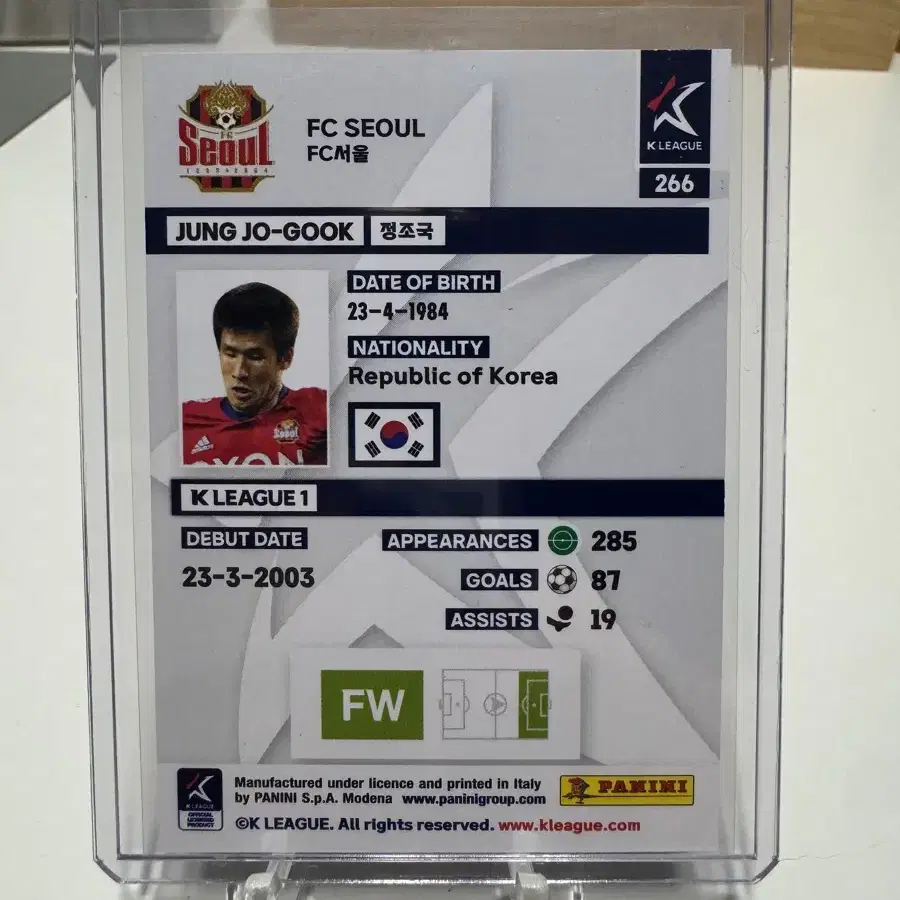 FC
SeoUL
FC SEOUL
FC서울
K LEAGUE
266
JUNG JO-GOOK 정조국
DATE OF BIRTH
23-4-1984
NATIONALITY
Republic of Korea
Seoul
K LEAGUE 1
DEBUT DATE
23-3-2003
APPEARANCES 285
GOALS 87
ASSISTS 19
FW
K LEAGUE
OFFICIAL
LICENSED
PRODUCT
Manufactured under licence and printed in Italy
by PANINI S.p.A. Modena www.paninigroup.com
PANINI
©K LEAGUE. All rights reserved. www.kleague.com